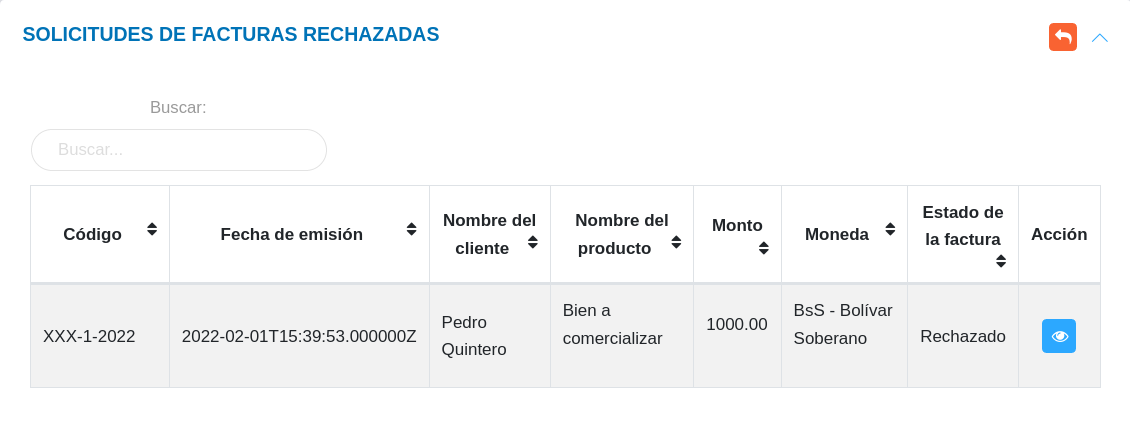 SOLICITUDES DE FACTURAS RECHAZADAS
Buscar:
Buscar...
Código
Fecha de emisión
Nombre del
cliente
Nombre del
producto
Monto
Moneda
Estado de
la factura
Acción
XXX-1-2022
2022-02-01T15:39:53.000000Z
Pedro
Quintero
Bien a
comercializar
1000.00
BsS - Bolívar
Soberano
Rechazado